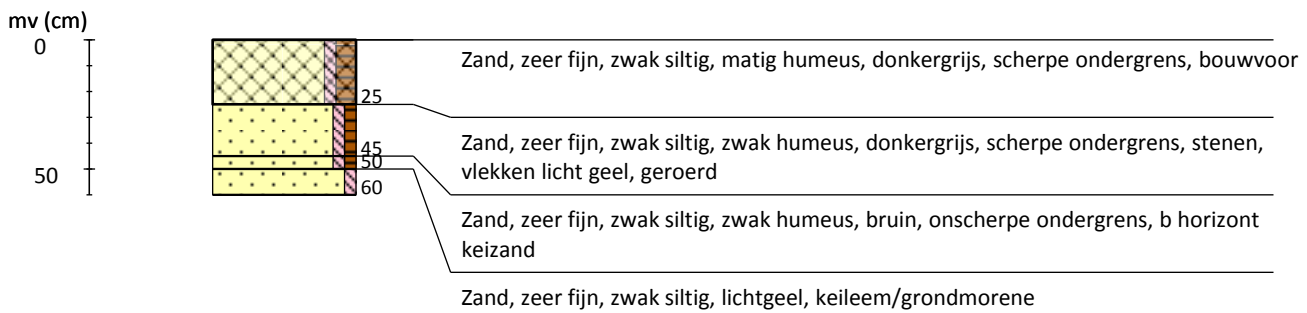 mv (cm)
0
Zand, zeer fijn, zwak siltig, matig humeus, donkergrijs, scherpe ondergrens, bouwvoor
25
Zand, zeer fijn, zwak siltig, zwak humeus, donkergrijs, scherpe ondergrens, stenen,
vlekken licht geel, geroerd
45
50
50
60
Zand, zeer fijn, zwak siltig, zwak humeus, bruin, onscherpe ondergrens, b horizont
keizand
Zand, zeer fijn, zwak siltig, lichtgeel, keileem/grondmorene